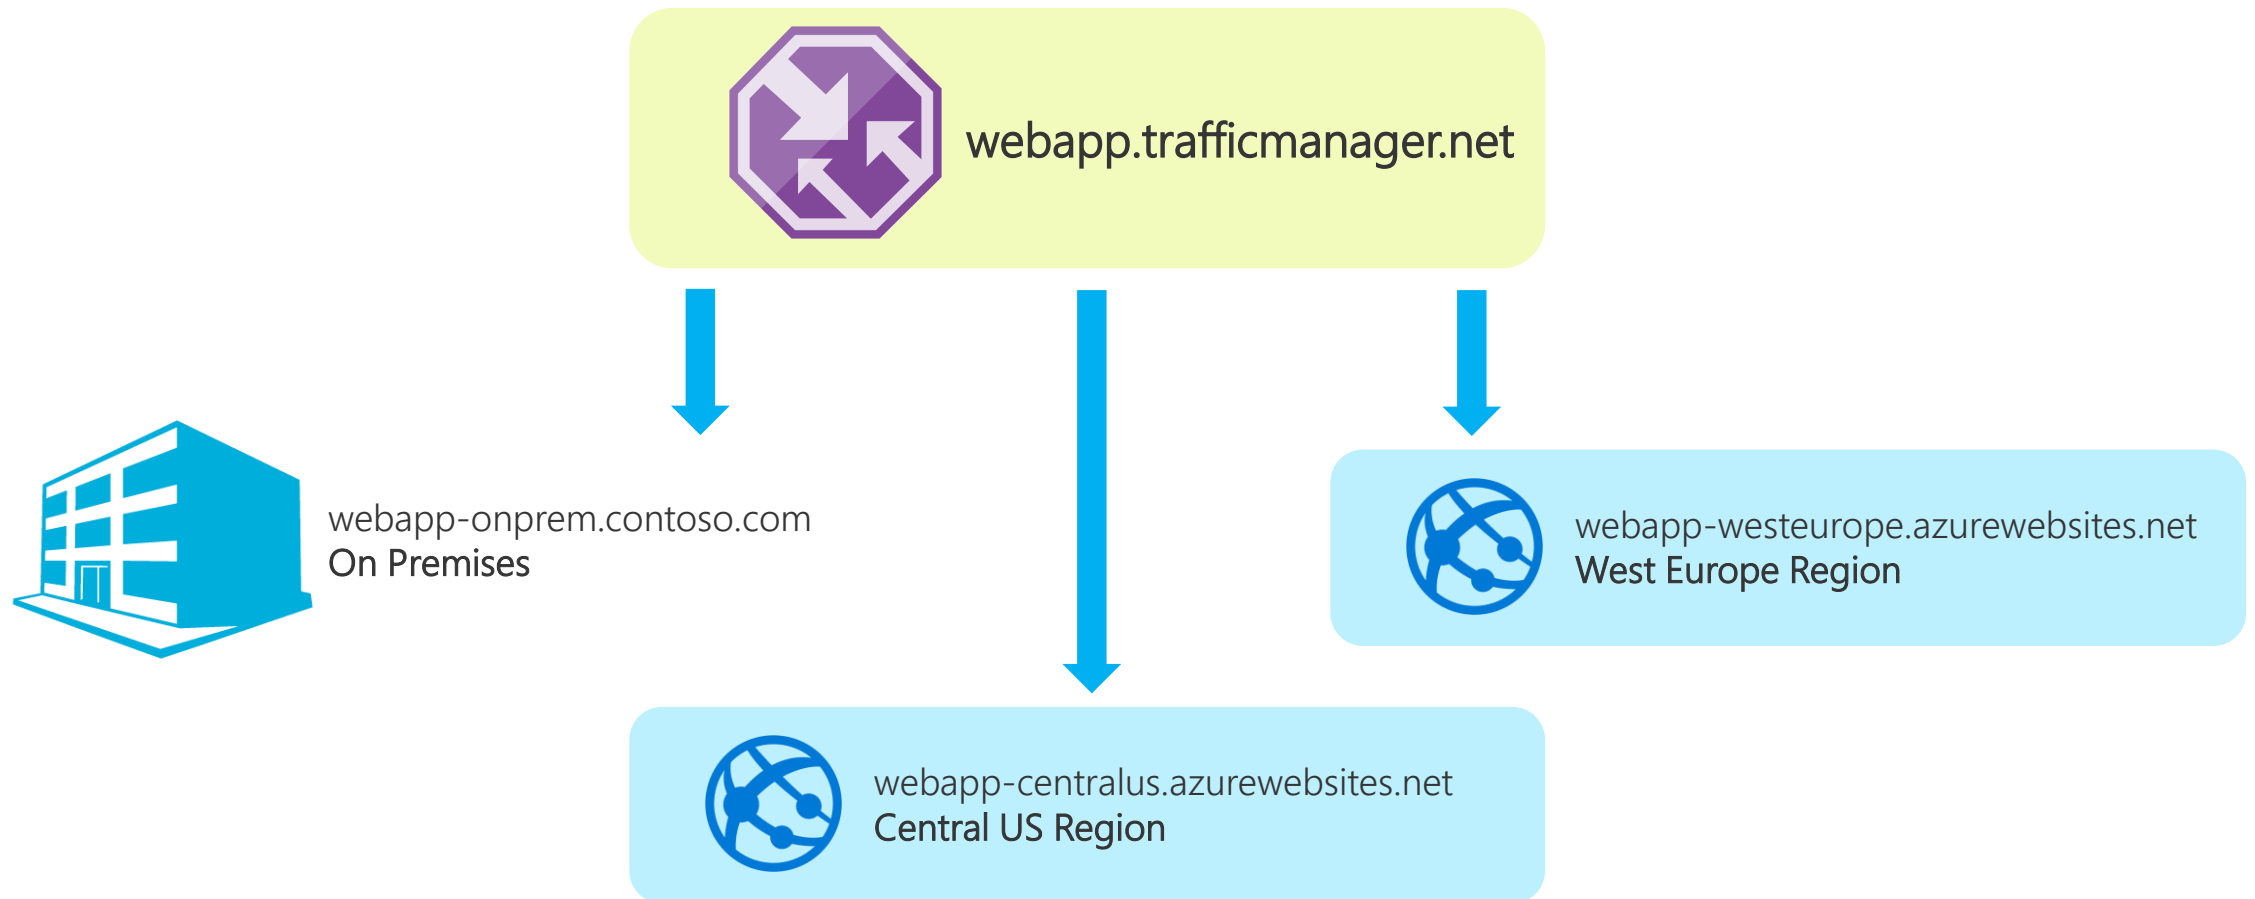 webapp.trafficmanager.net
webapp-onprem.contoso.com
On Premises
webapp-westeurope.azurewebsites.net
West Europe Region
webapp-centralus.azurewebsites.net
Central US Region